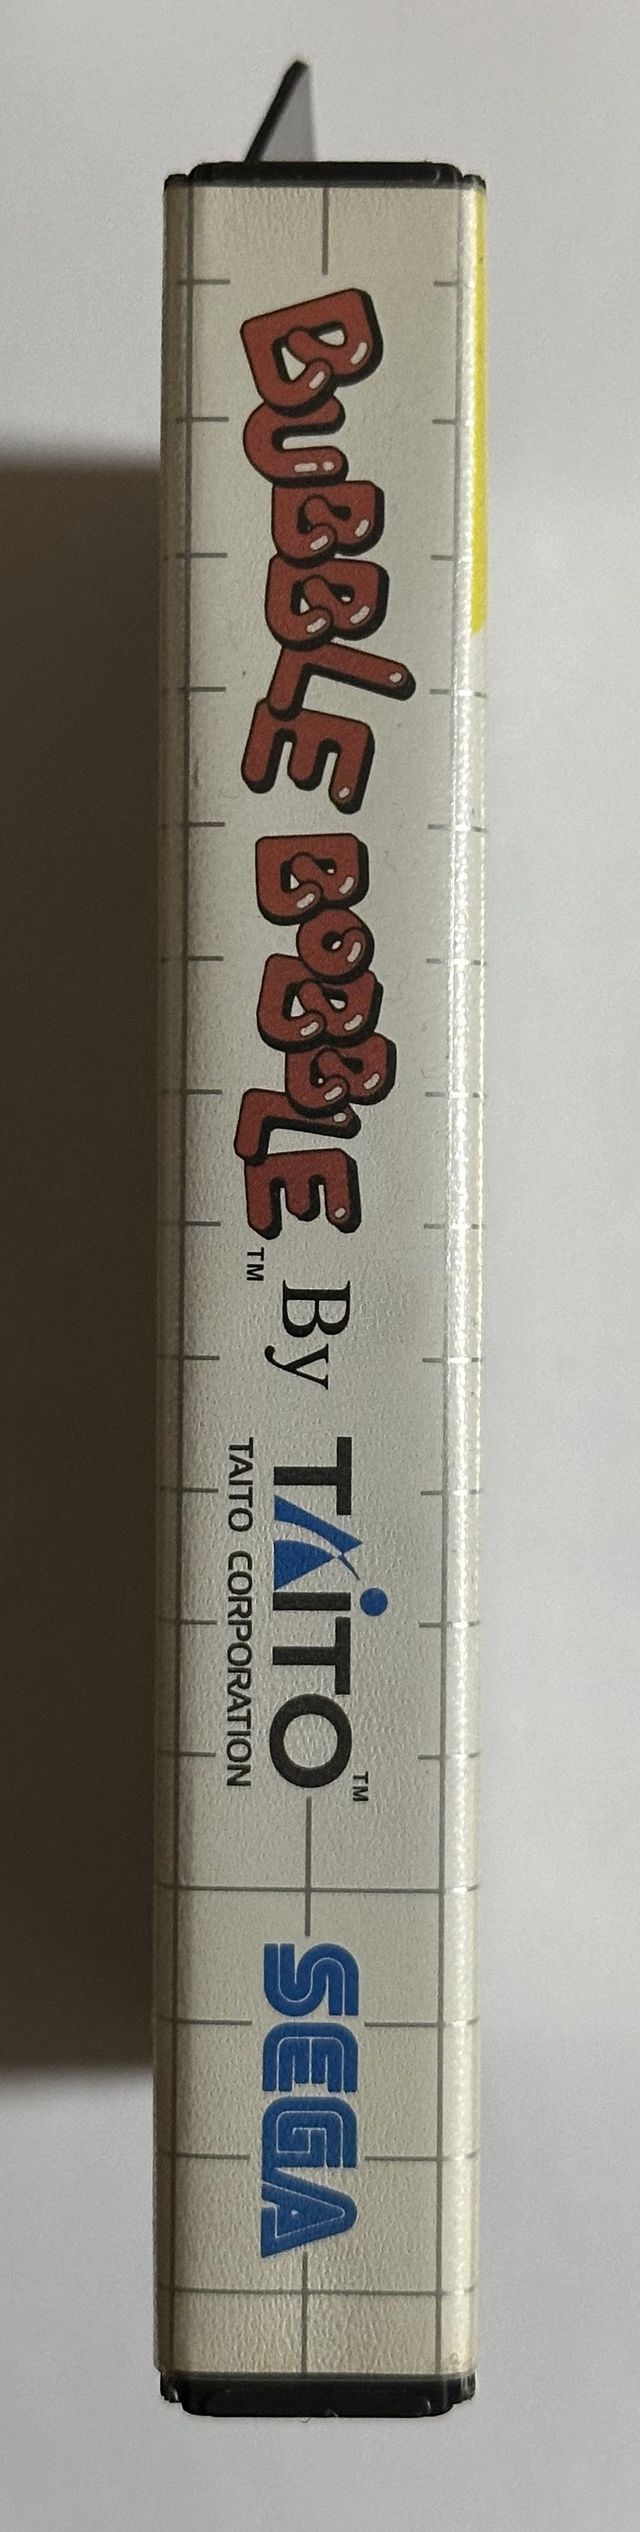 BUBBLE BOBBLE™ By TAITO™
TAITO CORPORATION
SEGA